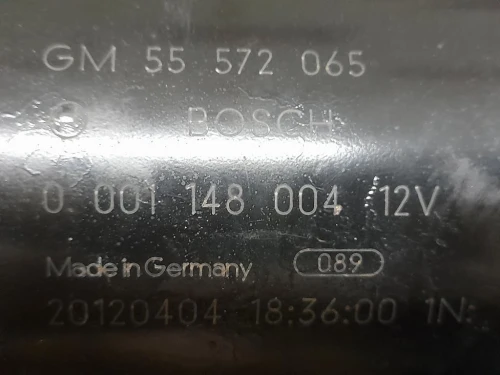 GM 55 572 065
BOSCH
0 001 148 004 12V
Made in Germany 089
20120404 18:36:00 1N: